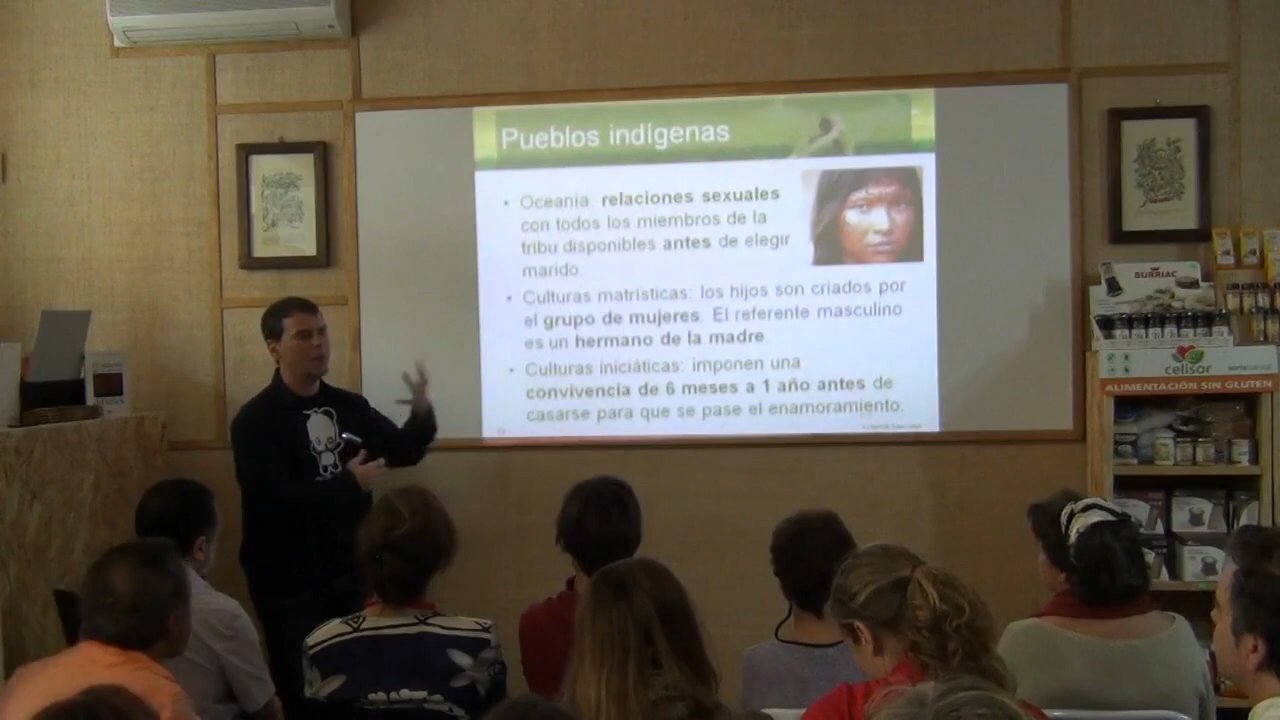 Pueblos indígenas
• Oceania: relaciones sexuales
con todos los miembros de la
tribu disponibles antes de elegir
marido.
• Culturas matrísticas: los hijos son criados por
el grupo de mujeres. El referente masculino
es un hermano de la madre.
• Culturas iniciáticas: imponen una
convivencia de 6 meses a 1 año antes de
casarse para que se pase el enamoramiento.
BURRIAC
celisor
ALIMENTACIÓN SIN GLUTEN